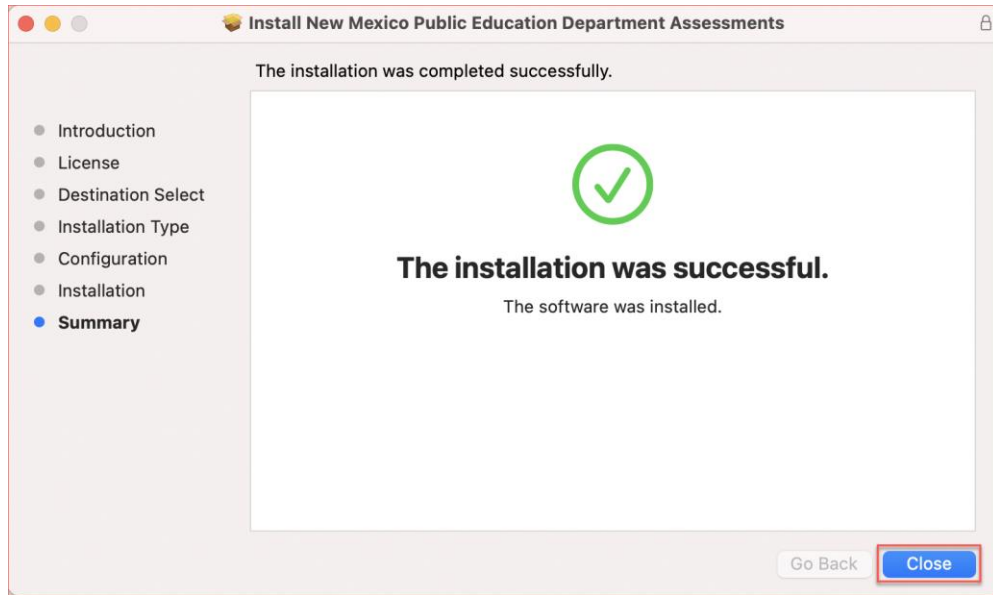 Install New Mexico Public Education Department Assessments
The installation was completed successfully.
Introduction
License
Destination Select
Installation Type
Configuration
Installation
Summary
The installation was successful.
The software was installed.
Go Back
Close